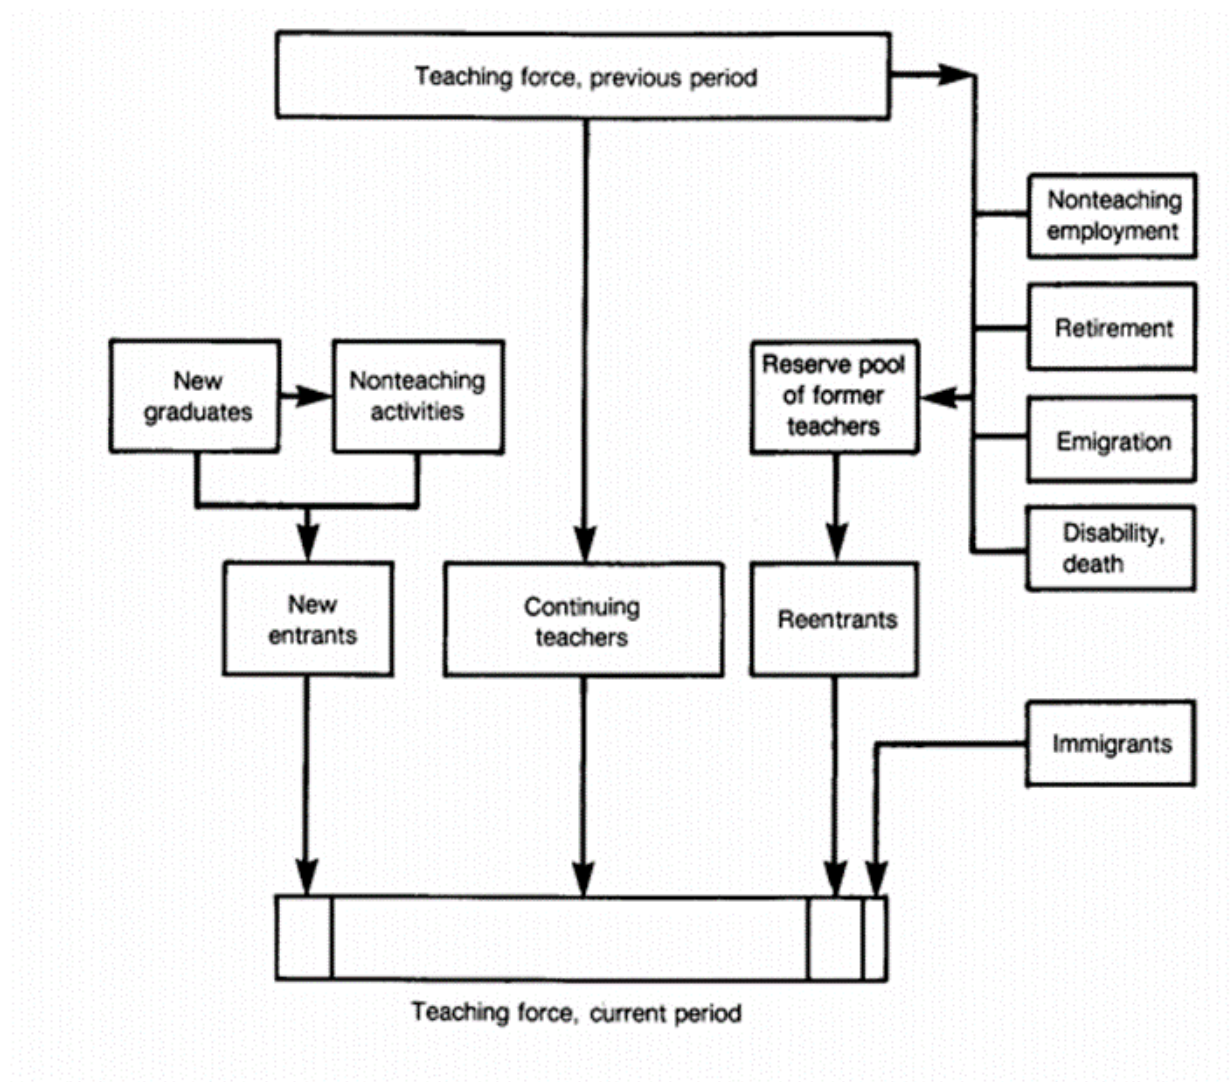 Teaching force, previous period
Nonteaching
employment
Retirement
New
graduates
Nonteaching
activities
Reserve pool
of former
teachers
Emigration
Disability,
death
New
entrants
Continuing
teachers
Reentrants
Immigrants
Teaching force, current period